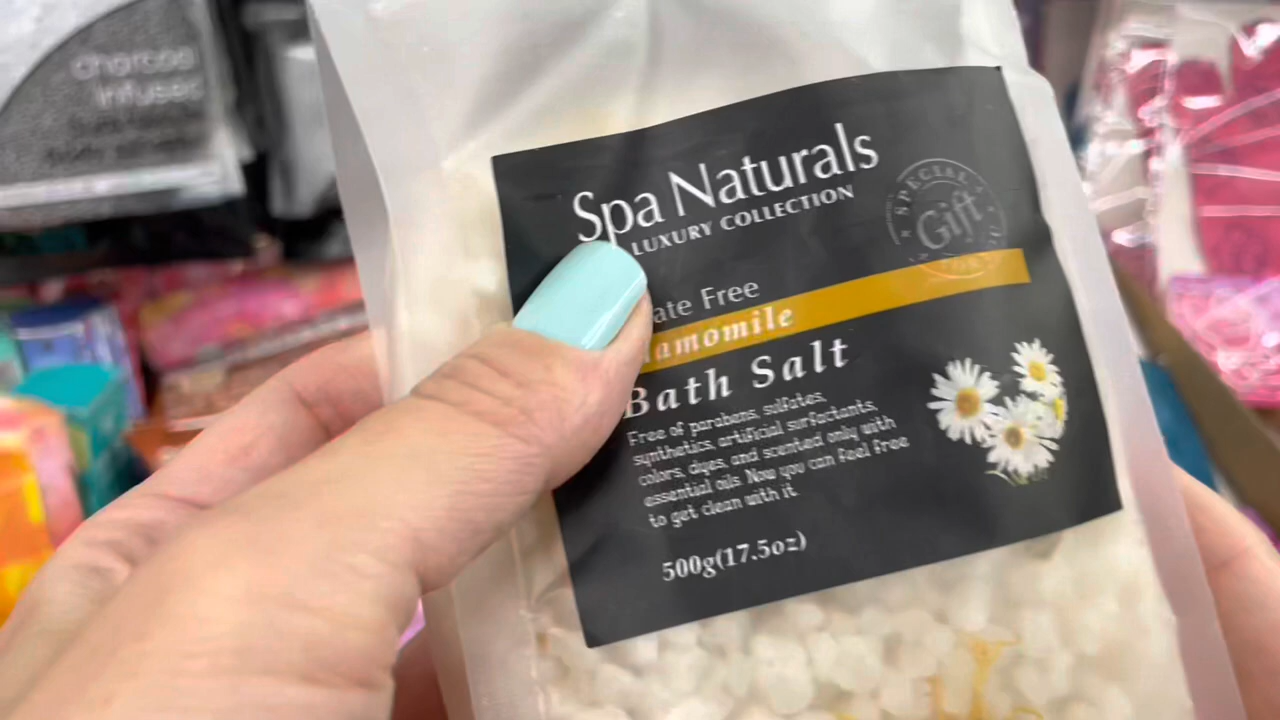 charcoal
infused
Spa Naturals
LUXURY COLLECTION
SPECIAL
Gift
ate Free
amomile
Bath Salt
Free of parabens, sulfates,
synthetics, artificial surfactants,
colors, dyes, and scented only with
essential oils. Now you can feel free
to get clean with it.
500g(17.5oz)